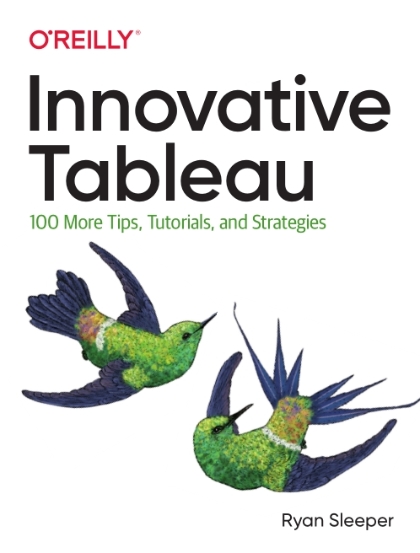 O'REILLY®
Innovative
Tableau
100 More Tips, Tutorials, and Strategies
Ryan Sleeper